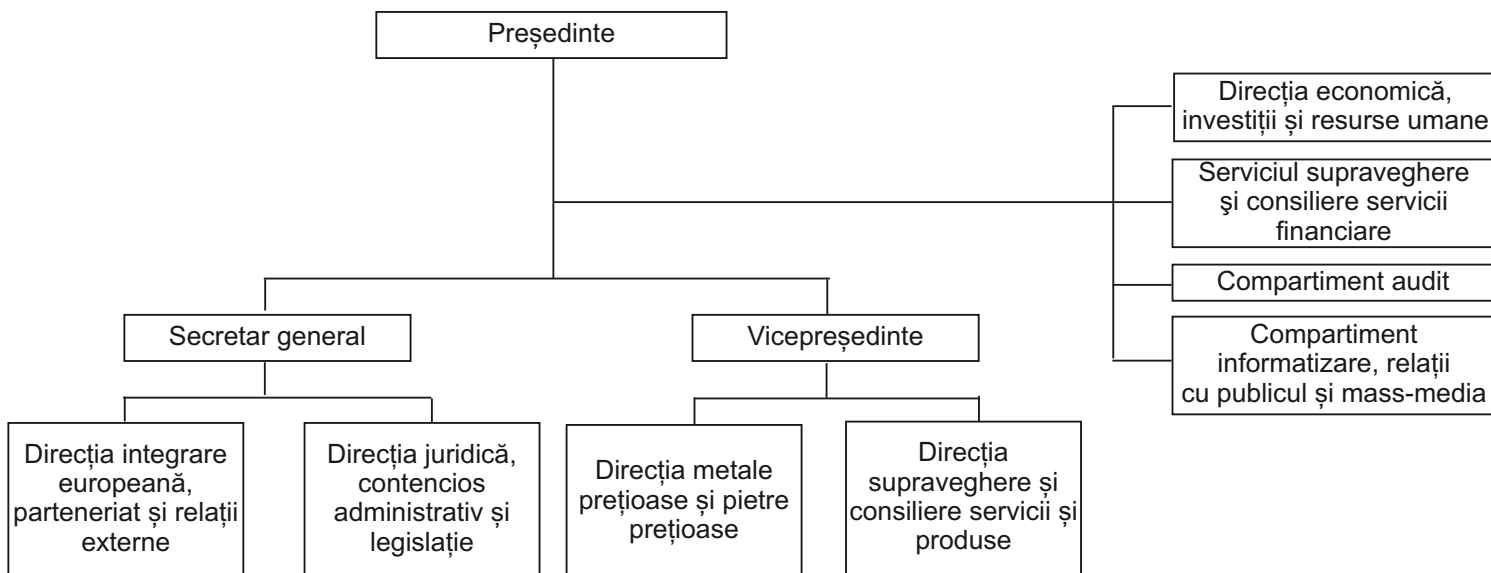 Președinte
Direcția economică,
investiții și resurse umane
Serviciul supraveghere
şi consiliere servicii
financiare
Compartiment audit
Compartiment
informatizare, relații
cu publicul și mass-media
Secretar general
Vicepreședinte
Direcția integrare
europeană,
parteneriat și relații
externe
Direcția juridică,
contencios
administrativ și
legislație
Direcția metale
prețioase și pietre
prețioase
Direcția
supraveghere și
consiliere servicii și
produse